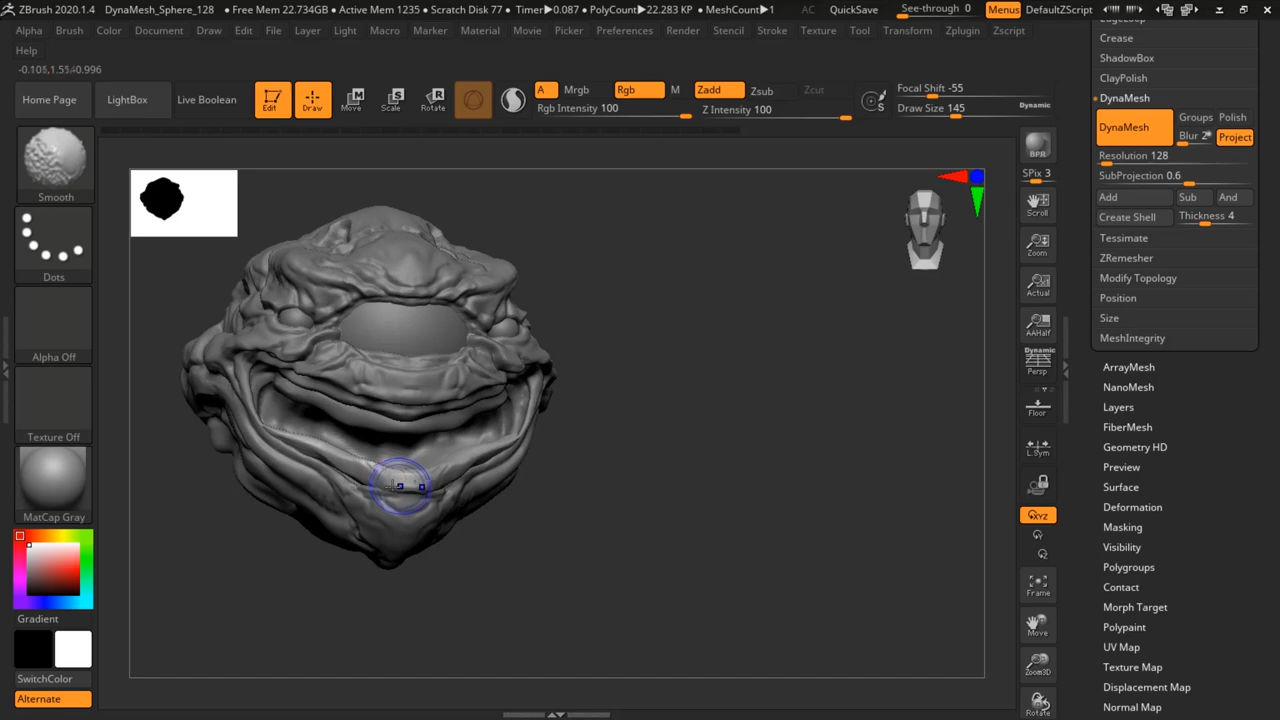 ZBrush 2020.1.4 DynaMesh_Sphere_128 ● Free Mem 22.734GB ● Active Mem 1235 ● Scratch Disk 77 ● Timer▶0.087 ● PolyCount▶22.283 KP ● MeshCount▶1 AC QuickSave See-through 0 Menus DefaultZScript
Alpha Brush Color Document Draw Edit File Layer Light Macro Marker Material Movie Picker Preferences Render Stencil Stroke Texture Tool Transform Zplugin Zscript
Help
Home Page LightBox Live Boolean Edit Draw Move Scale Rotate
A Mrgb Rgb M Zadd Zsub Zcut
Rgb Intensity 100 Z Intensity 100
S Focal Shift -55
Draw Size 145 Dynamic
Smooth
Dots
Alpha Off
Texture Off
MatCap Gray
Gradient
SwitchColor
Alternate
BPR
SPix 3
Scroll
Zoom
Actual
AAHalf
Dynamic
Persp
Floor
L.Sym
XYZ
Y
Z
Frame
Move
Zoom3D
Rotate
Crease
ShadowBox
ClayPolish
DynaMesh
DynaMesh Groups Polish
Blur 2 Project
Resolution 128
SubProjection 0.6
Add Sub And
Create Shell Thickness 4
Tessimate
ZRemesher
Modify Topology
Position
Size
MeshIntegrity
ArrayMesh
NanoMesh
Layers
FiberMesh
Geometry HD
Preview
Surface
Deformation
Masking
Visibility
Polygroups
Contact
Morph Target
Polypaint
UV Map
Texture Map
Displacement Map
Normal Map